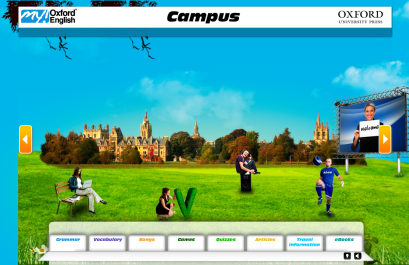 my! Oxford English
Campus
OXFORD
UNIVERSITY PRESS
welcome
V
Grammar
Vocabulary
Songs
Games
Quizzes
Articles
Travel
Information
eBooks